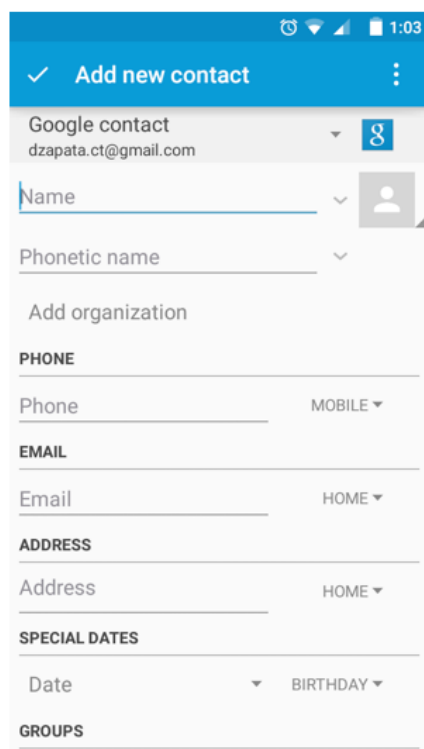 1:03
Add new contact
Google contact
dzapata.ct@gmail.com
g
Name
Phonetic name
Add organization
PHONE
Phone MOBILE
EMAIL
Email HOME
ADDRESS
Address HOME
SPECIAL DATES
Date BIRTHDAY
GROUPS